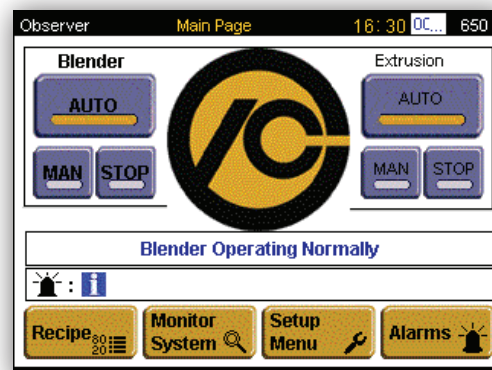 Observer Main Page 16:30 OC... 650
Blender Extrusion
AUTO AUTO
MAN STOP MAN STOP
Blender Operating Normally
: i
Recipe 80 20 Monitor System Setup Menu Alarms